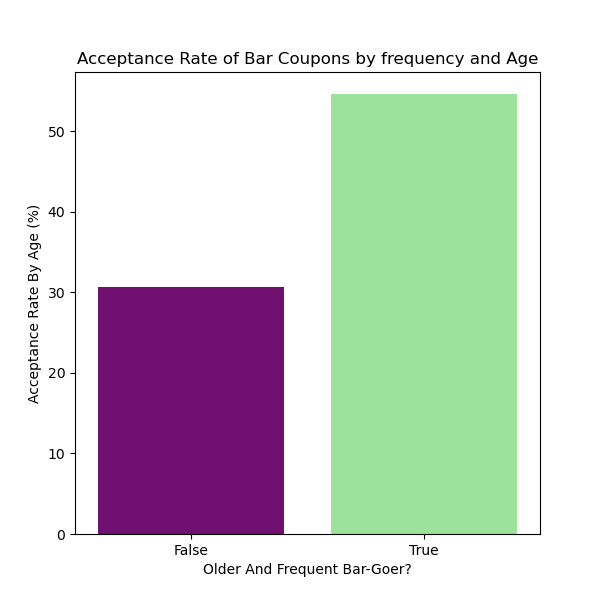 Acceptance Rate of Bar Coupons by frequency and Age
Acceptance Rate By Age (%)
50
40
30
20
10
0
False
True
Older And Frequent Bar-Goer?